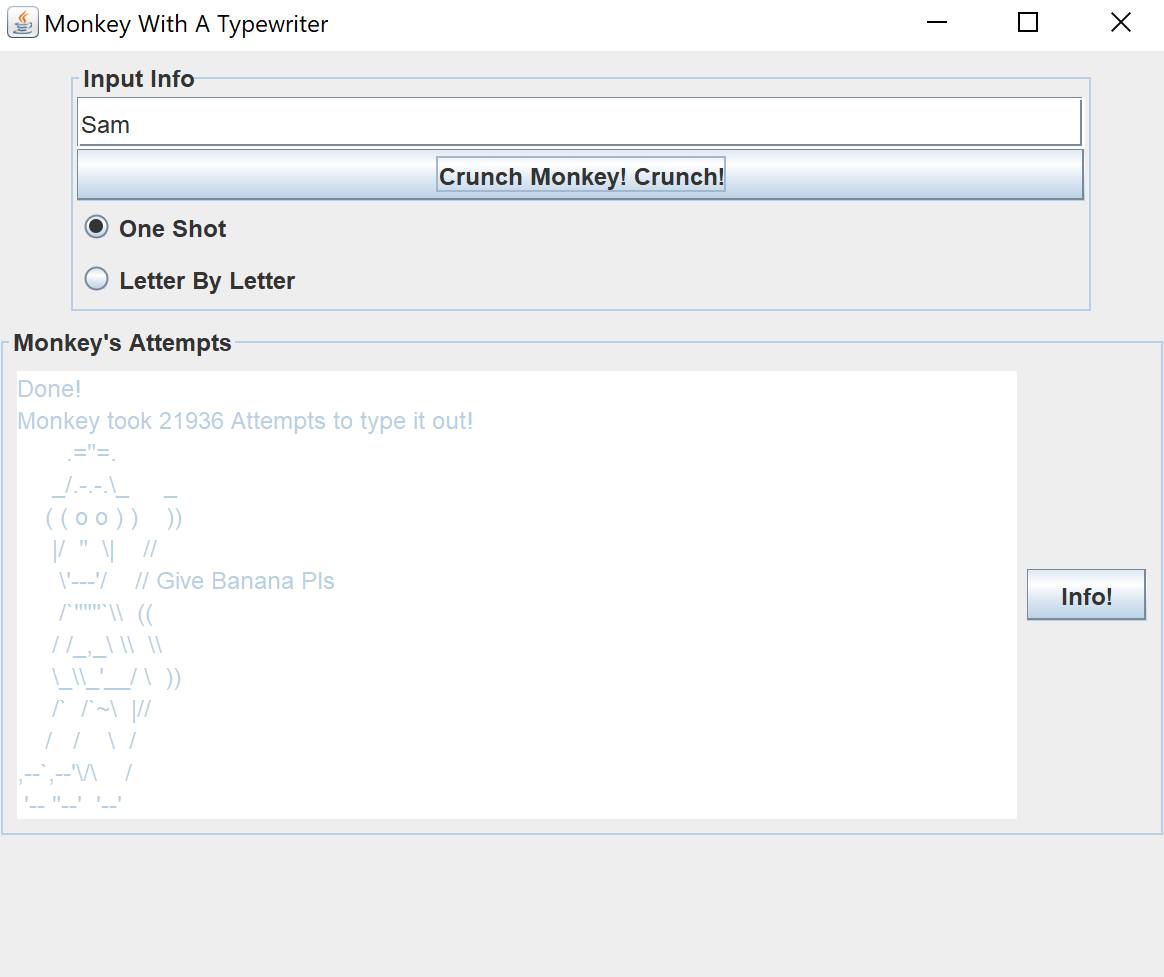 Monkey With A Typewriter
Input Info
Sam
Crunch Monkey! Crunch!
One Shot
Letter By Letter
Monkey's Attempts
Done!
Monkey took 21936 Attempts to type it out!
       .="=.
     _/.-.-.\_     _
    ( ( o o ) )    ))
     |/  "  \|    //
      \'---'/    // Give Banana Pls
      /`"""`\\  ((
     / /_,_\ \\  \\
     \_\\_'__/ \  ))
     /`  /`~\  |//
    /   /    \  /
,--`,--'\/\    /
 '-- "--'  '--'
Info!